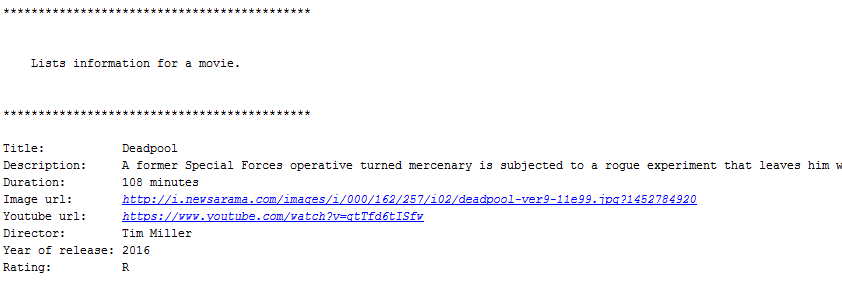 ********************************************
Lists information for a movie.
********************************************
Title: Deadpool
Description: A former Special Forces operative turned mercenary is subjected to a rogue experiment that leaves him w
Duration: 108 minutes
Image url: http://i.newsarama.com/images/i/000/162/257/i02/deadpool-ver9-11e99.jpg?1452784920
Youtube url: https://www.youtube.com/watch?v=gtTfd6tISfw
Director: Tim Miller
Year of release: 2016
Rating: R